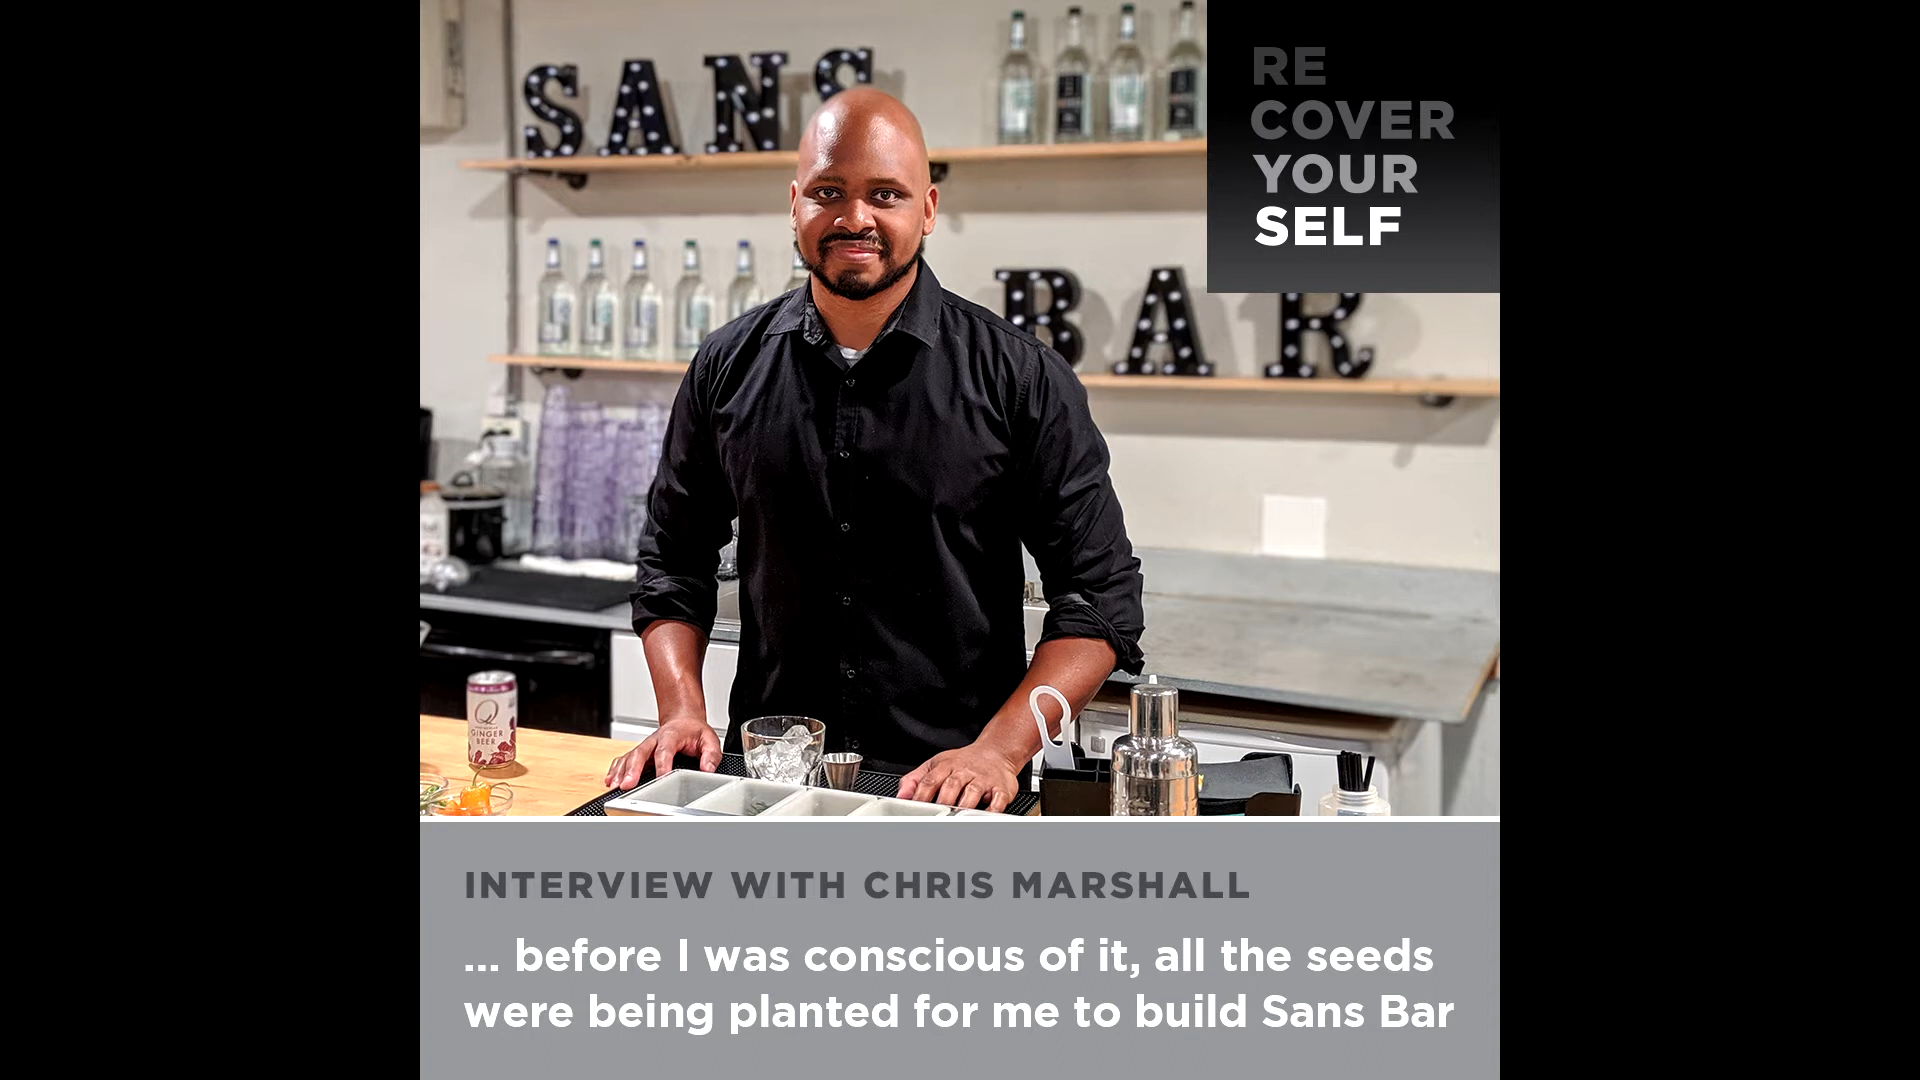 SANS
BAR
RE
COVER
YOUR
SELF
Q
GINGER
BEER
INTERVIEW WITH CHRIS MARSHALL
... before I was conscious of it, all the seeds
were being planted for me to build Sans Bar